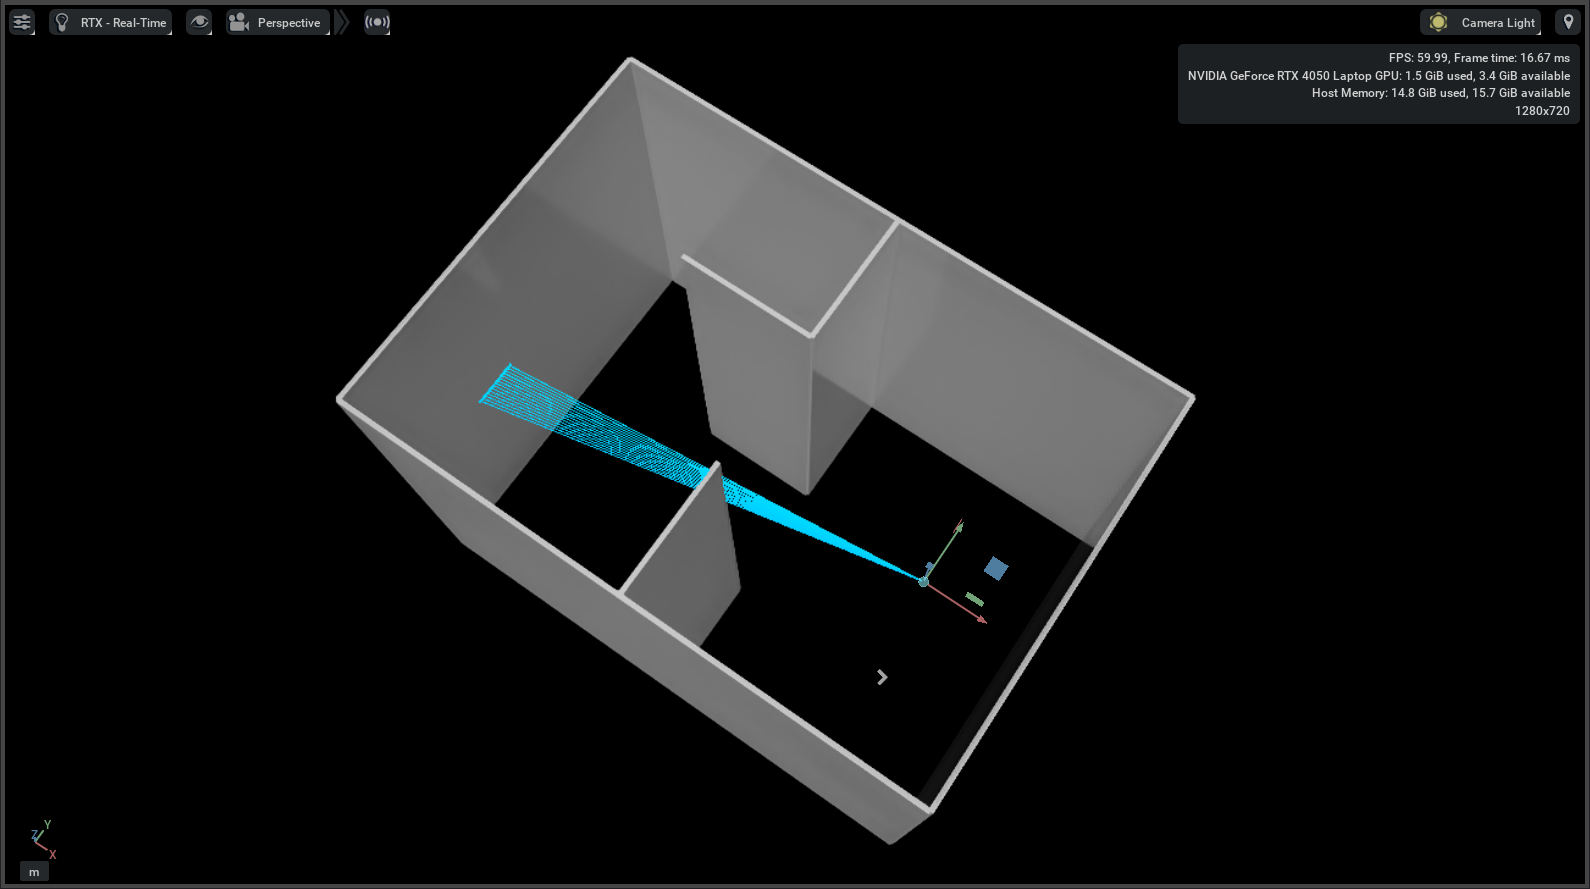 RTX - Real-Time
Perspective
Camera Light
FPS: 59.99, Frame time: 16.67 ms
NVIDIA GeForce RTX 4050 Laptop GPU: 1.5 GiB used, 3.4 GiB available
Host Memory: 14.8 GiB used, 15.7 GiB available
1280x720
Y
Z
X
m